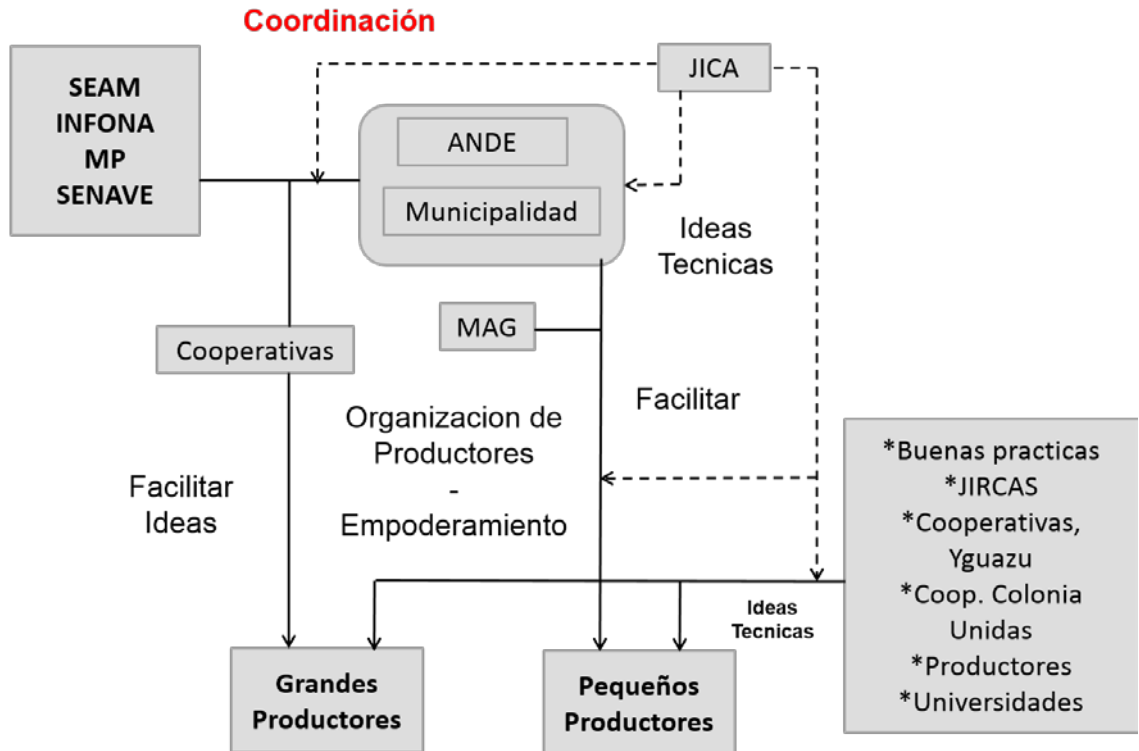 Coordinación
SEAM
INFONA
MP
SENAVE
JICA
ANDE
Municipalidad
Ideas
Tecnicas
MAG
Cooperativas
Facilitar
Organizacion de
Productores
-
Empoderamiento
Facilitar
Ideas
*Buenas practicas
*JIRCAS
*Cooperativas,
Yguazu
*Coop. Colonia
Unidas
*Productores
*Universidades
Ideas
Tecnicas
Grandes
Productores
Pequeños
Productores